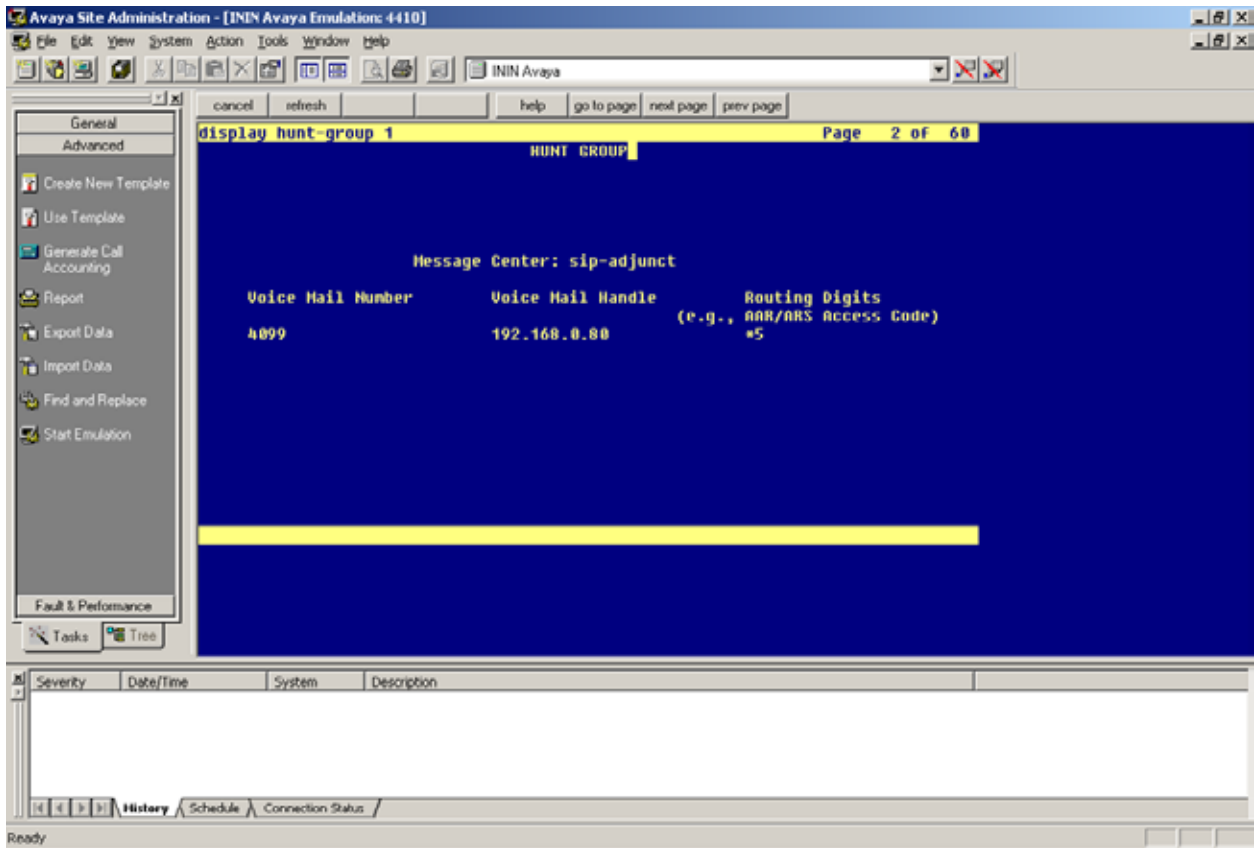 Avaya Site Administration - [ININ Avaya Emulation: 4410]
File Edit View System Action Tools Window Help
ININ Avaya
cancel refresh help go to page next page prev page
General
Advanced
Create New Template
Use Template
Generate Call
Accounting
Report
Export Data
Import Data
Find and Replace
Start Emulation
Fault & Performance
Tasks Tree
display hunt-group 1 Page 2 of 60
HUNT GROUP
Message Center: sip-adjunct
Voice Mail Number Voice Mail Handle Routing Digits
(e.g., AAR/ARS Access Code)
4099 192.168.0.80 *5
Severity Date/Time System Description
History Schedule Connection Status
Ready